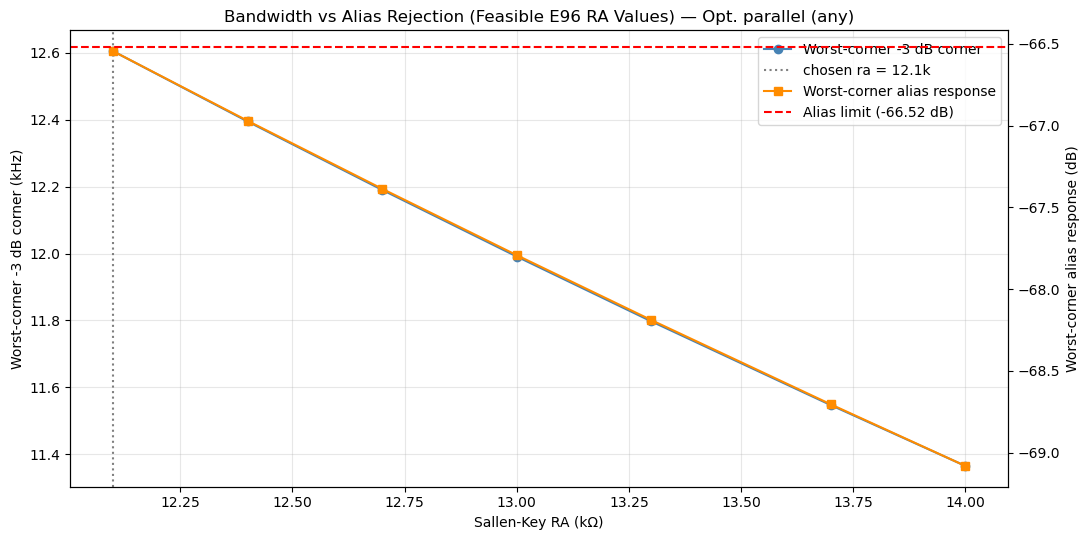 Bandwidth vs Alias Rejection (Feasible E96 RA Values) — Opt. parallel (any)
Worst-corner -3 dB corner
chosen ra = 12.1k
Worst-corner alias response
Alias limit (-66.52 dB)
Worst-corner -3 dB corner (kHz)
12.6
12.4
12.2
12.0
11.8
11.6
11.4
−66.5
−67.0
−67.5
−68.0
−68.5
−69.0
Worst-corner alias response (dB)
12.25
12.50
12.75
13.00
13.25
13.50
13.75
14.00
Sallen-Key RA (kΩ)